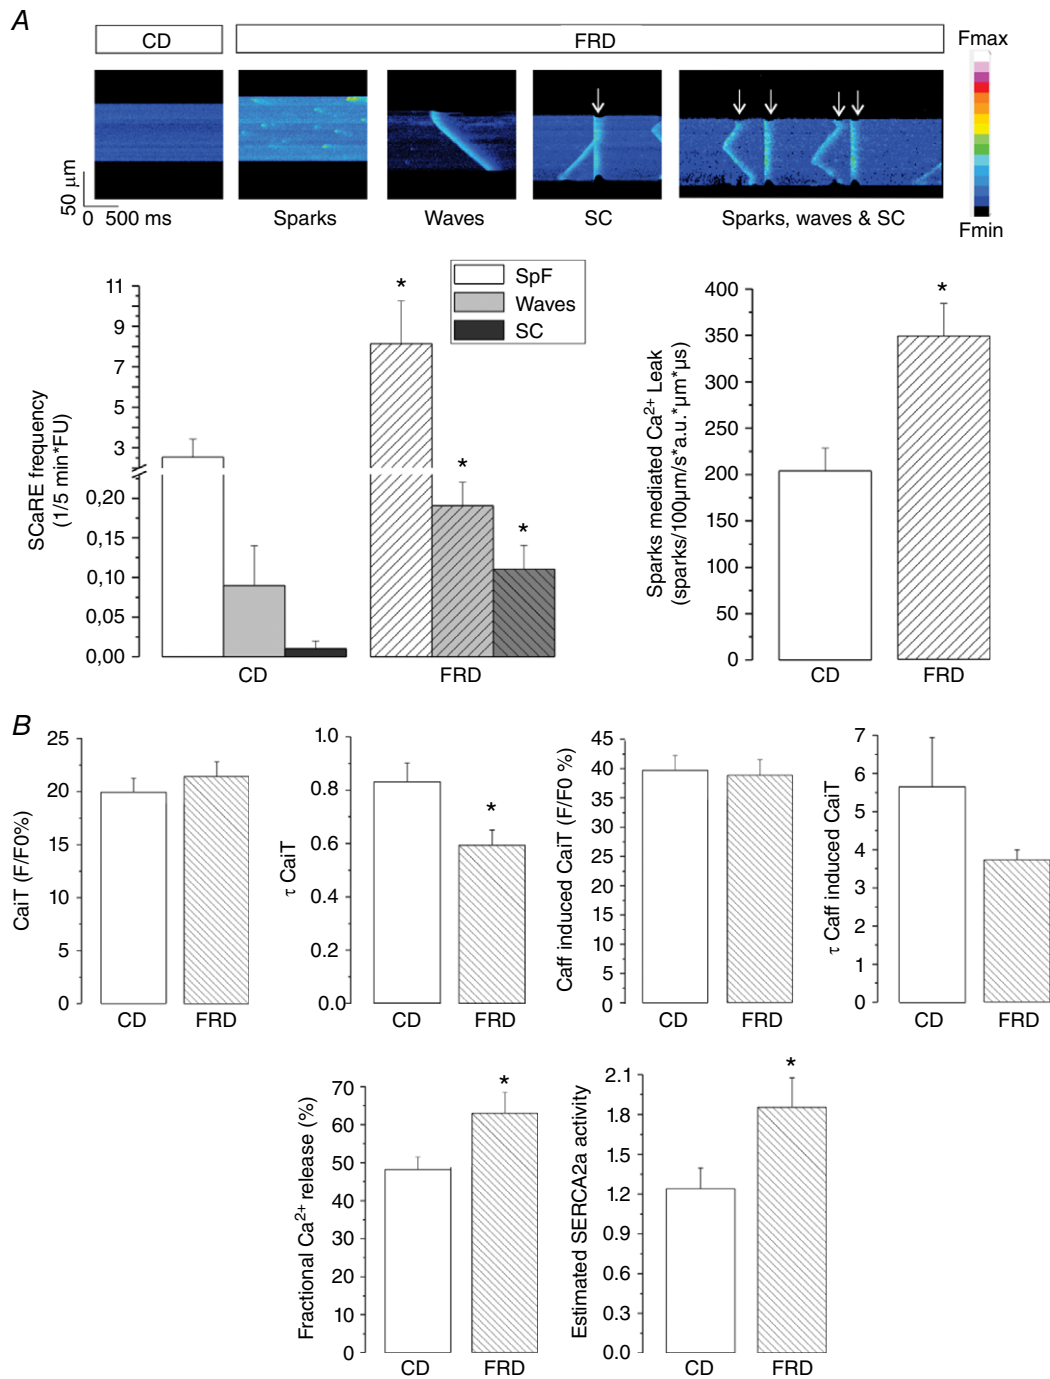 A
CD
FRD
Fmax
50 µm
0 500 ms
Sparks
Waves
SC
Sparks, waves & SC
Fmin
SCaRE frequency
(1/5 min*FU)
11
9
7
5
3
0,20
0,15
0,10
0,05
0,00
SpF
Waves
SC
*
*
*
CD
FRD
Sparks mediated Ca²⁺ Leak
(sparks/100µm/s*a.u.*µm*µs)
400
350
300
250
200
150
100
50
0
*
CD
FRD
B
CaiT (F/F0%)
25
20
15
10
5
0
CD
FRD
τ CaiT
1.0
0.8
0.6
0.4
0.2
0.0
*
CD
FRD
Caff induced CaiT (F/F0 %)
45
40
35
30
25
20
15
10
5
0
CD
FRD
τ Caff induced CaiT
7
6
5
4
3
2
1
0
CD
FRD
Fractional Ca²⁺ release (%)
70
60
50
40
30
20
10
0
*
CD
FRD
Estimated SERCA2a activity
2.1
1.8
1.5
1.2
0.9
0.6
0.3
0.0
*
CD
FRD